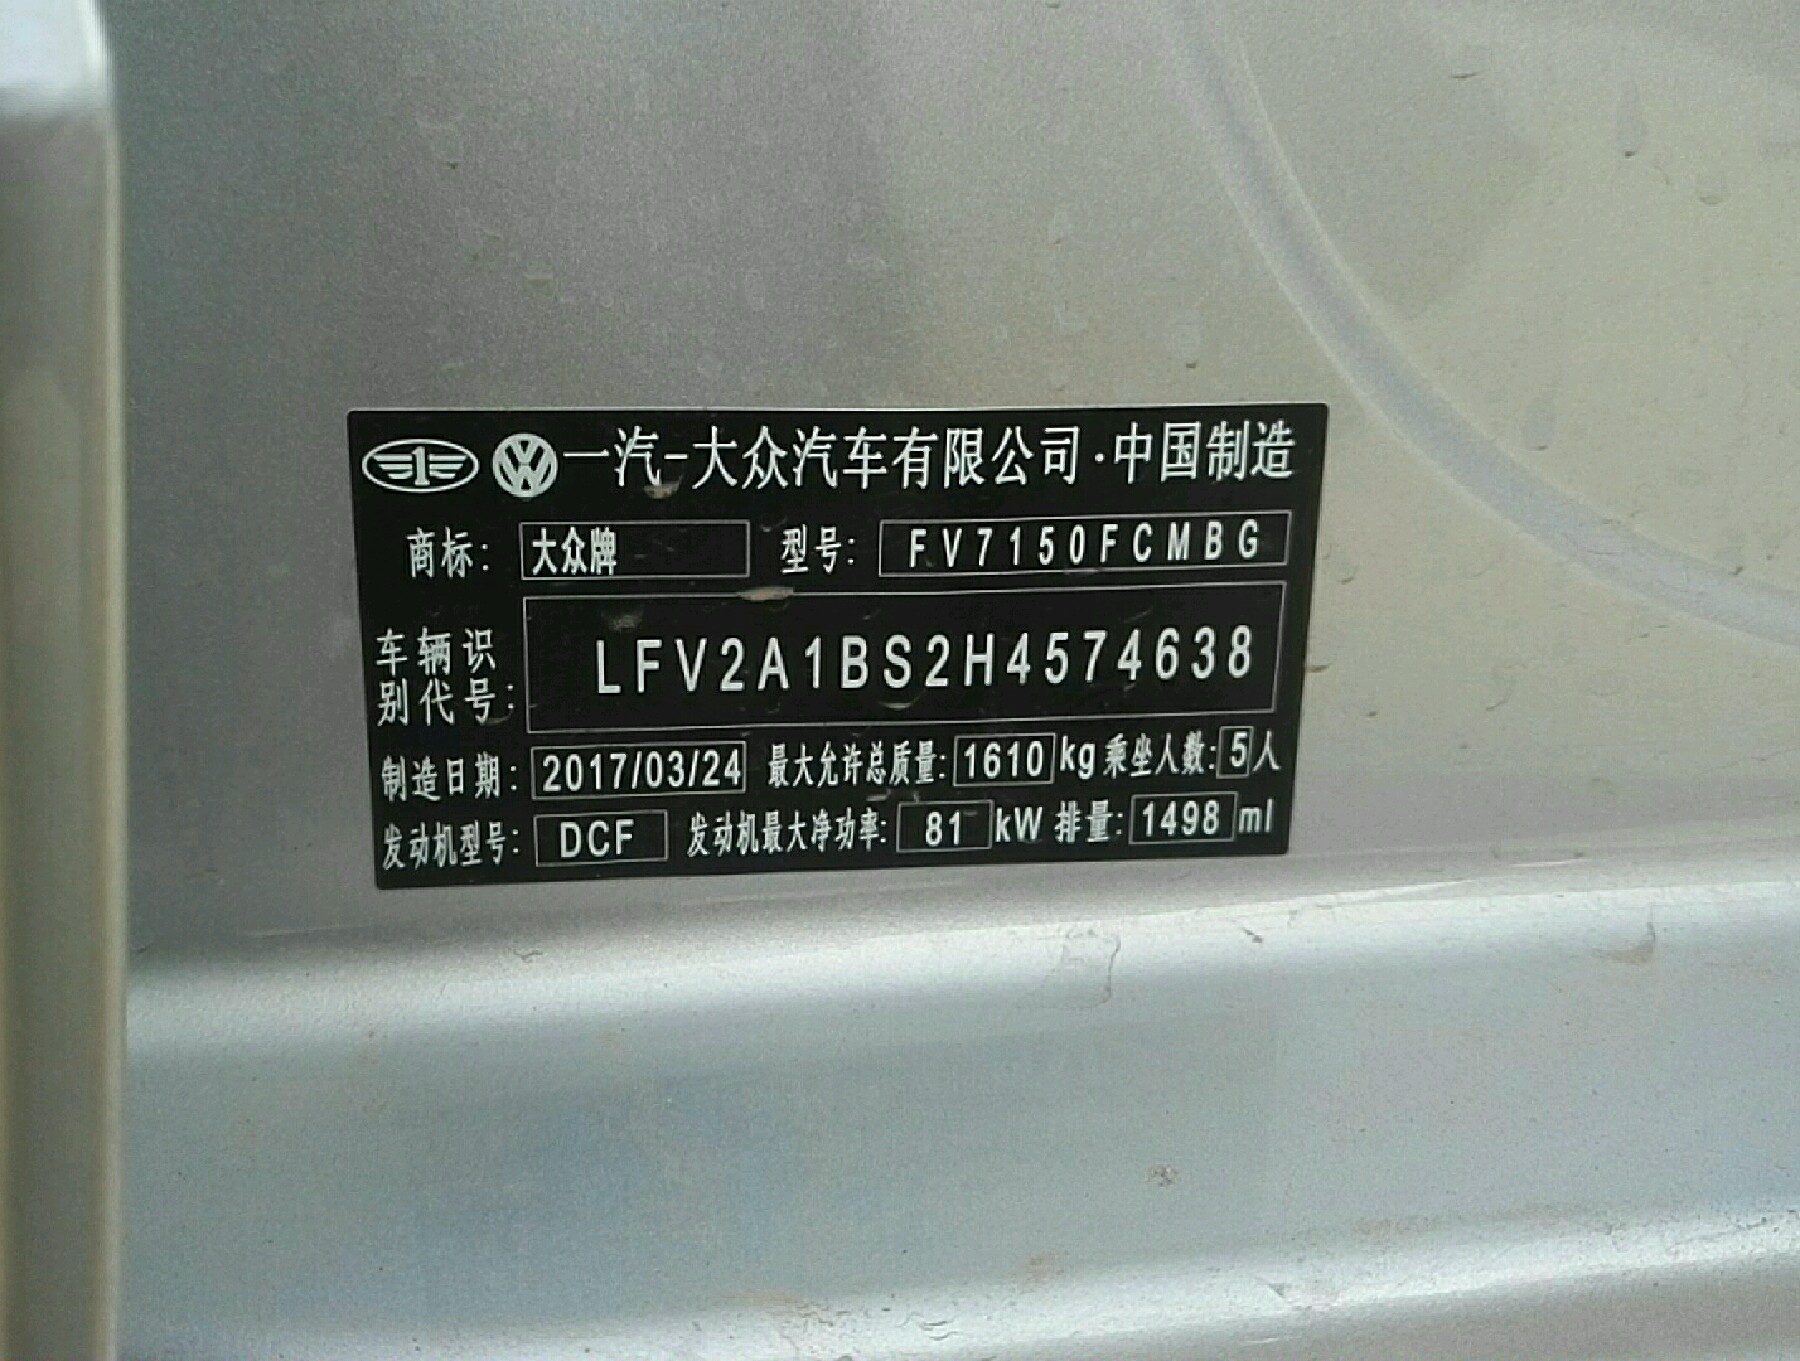 一汽-大众汽车有限公司·中国制造
商标: 大众牌 型号: FV7150FCMBG
车辆识别代号: LFV2A1BS2H4574638
制造日期: 2017/03/24 最大允许总质量: 1610 kg 乘坐人数: 5 人
发动机型号: DCF 发动机最大净功率: 81 kW 排量: 1498 ml